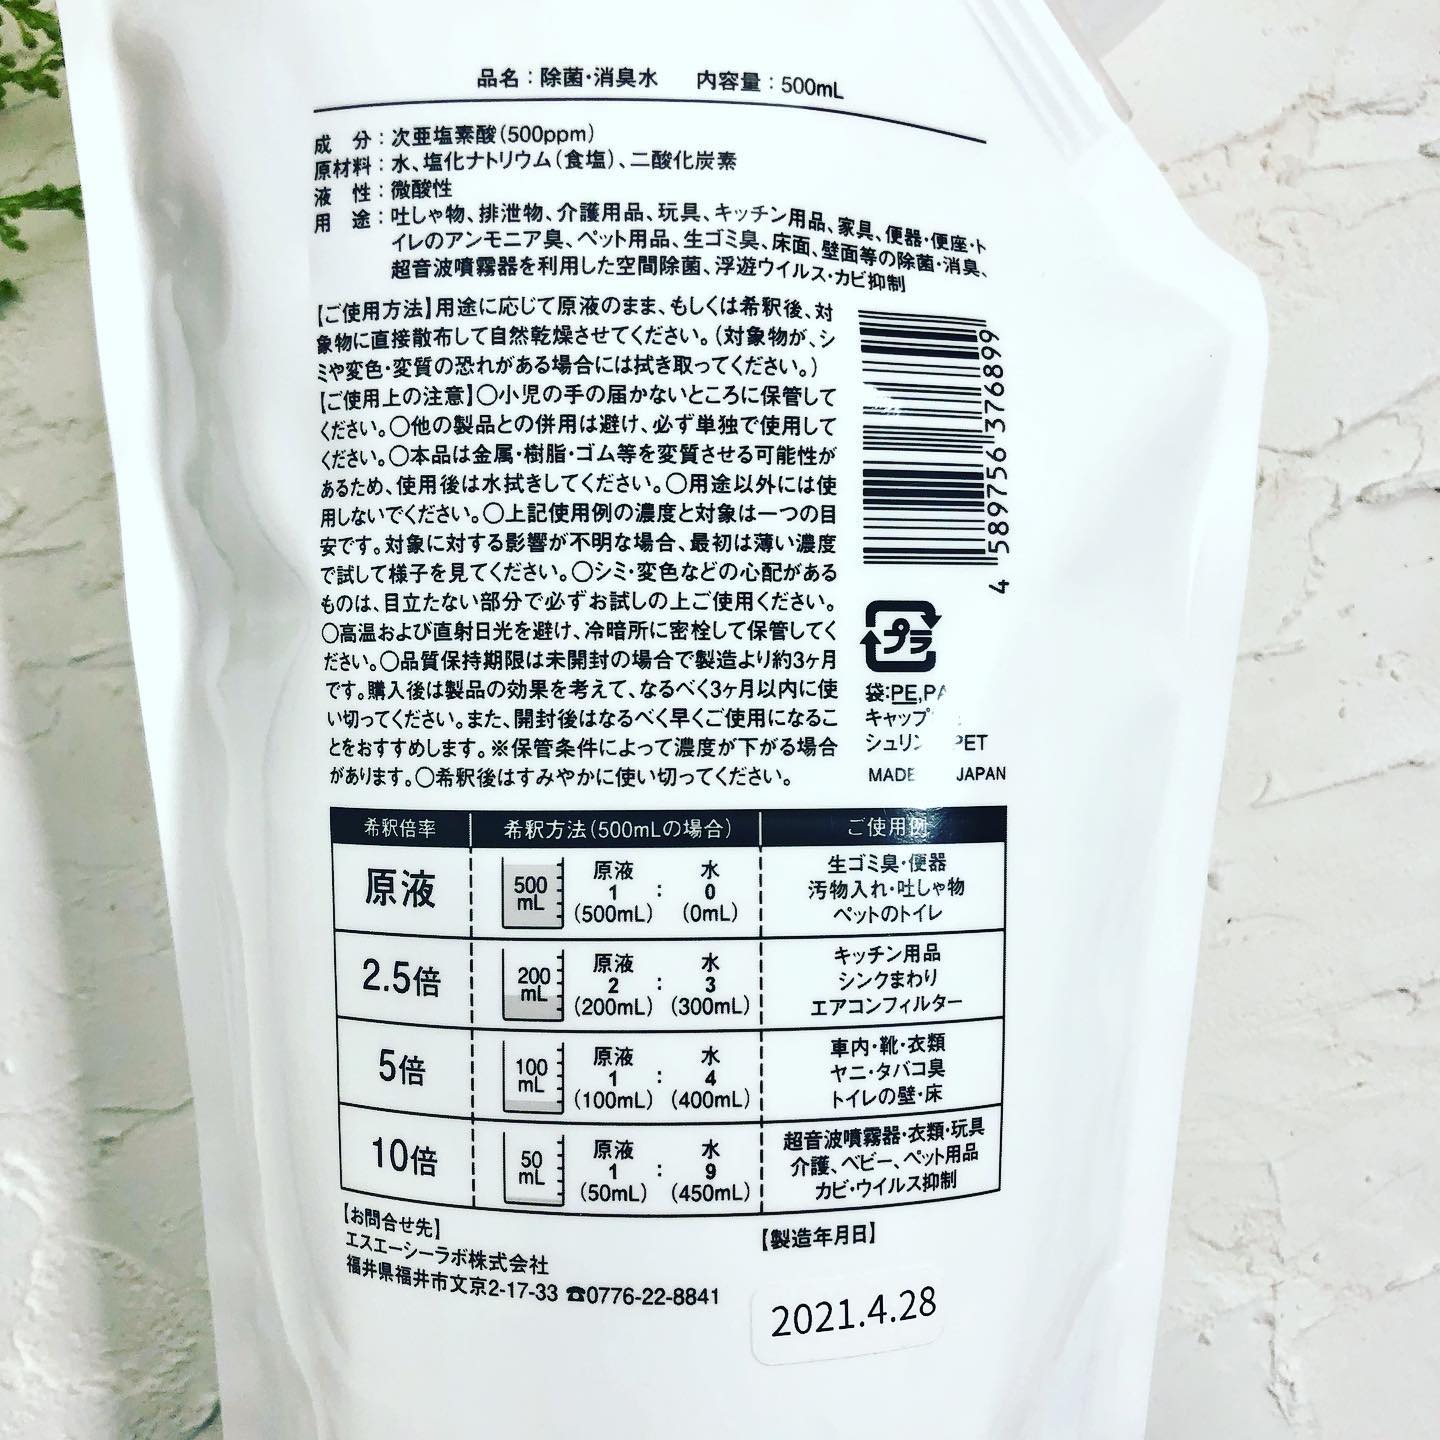 品名：除菌・消臭水　内容量：500mL
成　分：次亜塩素酸（500ppm）
原材料：水、塩化ナトリウム（食塩）、二酸化炭素
液　性：微酸性
用　途：吐しゃ物、排泄物、介護用品、玩具、キッチン用品、家具、便器・便座・ト
イレのアンモニア臭、ペット用品、生ゴミ臭、床面、壁面等の除菌・消臭、
超音波噴霧器を利用した空間除菌、浮遊ウイルス・カビ抑制
【ご使用方法】用途に応じて原液のまま、もしくは希釈後、対
象物に直接散布して自然乾燥させてください。（対象物が、シ
ミや変色・変質の恐れがある場合には拭き取ってください。）
【ご使用上の注意】○小児の手の届かないところに保管して
ください。○他の製品との併用は避け、必ず単独で使用して
ください。○本品は金属・樹脂・ゴム等を変質させる可能性が
あるため、使用後は水拭きしてください。○用途以外には使
用しないでください。○上記使用例の濃度と対象は一つの目
安です。対象に対する影響が不明な場合、最初は薄い濃度
で試して様子を見てください。○シミ・変色などの心配がある
ものは、目立たない部分で必ずお試しの上ご使用ください。
○高温および直射日光を避け、冷暗所に密栓して保管してく
ださい。○品質保持期限は未開封の場合で製造より約3ヶ月
です。購入後は製品の効果を考えて、なるべく3ヶ月以内に使
い切ってください。また、開封後はなるべく早くご使用になるこ
とをおすすめします。※保管条件によって濃度が下がる場合
があります。○希釈後はすみやかに使い切ってください。
4 589756 376899
プラ
袋:PE,PA
キャップ
シュリン PET
MADE JAPAN
希釈倍率　希釈方法（500mLの場合）　ご使用例
原液　500mL　原液 1 (500mL) ： 水 0 (0mL)　生ゴミ臭・便器
汚物入れ・吐しゃ物
ペットのトイレ
2.5倍　200mL　原液 2 (200mL) ： 水 3 (300mL)　キッチン用品
シンクまわり
エアコンフィルター
5倍　100mL　原液 1 (100mL) ： 水 4 (400mL)　車内・靴・衣類
ヤニ・タバコ臭
トイレの壁・床
10倍　50mL　原液 1 (50mL) ： 水 9 (450mL)　超音波噴霧器・衣類・玩具
介護、ベビー、ペット用品
カビ・ウイルス抑制
【お問合せ先】
エスエーシーラボ株式会社
福井県福井市文京2-17-33 ☎0776-22-8841
【製造年月日】
2021.4.28